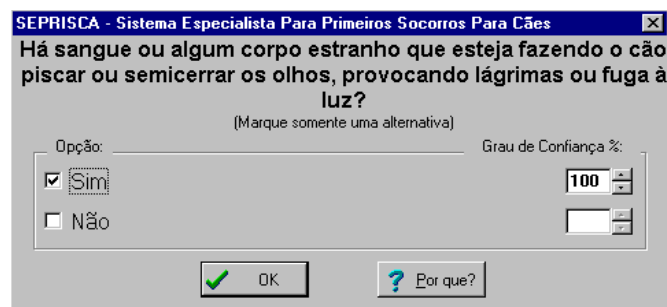 SEPRISCA - Sistema Especialista Para Primeiros Socorros Para Cães
Há sangue ou algum corpo estranho que esteja fazendo o cão
piscar ou semicerrar os olhos, provocando lágrimas ou fuga à
luz?
(Marque somente uma alternativa)
Opção: Grau de Confiança %:
Sim 100
Não
OK Por que?